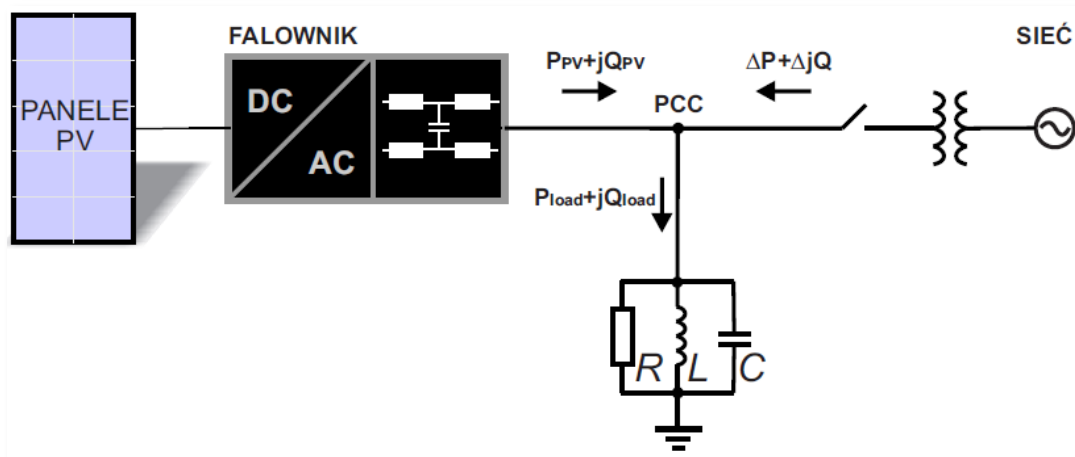 FALOWNIK
SIEĆ
PANELE
PV
DC
AC
PPV+jQPV
ΔP+ΔjQ
PCC
Pload+jQload
R
L
C